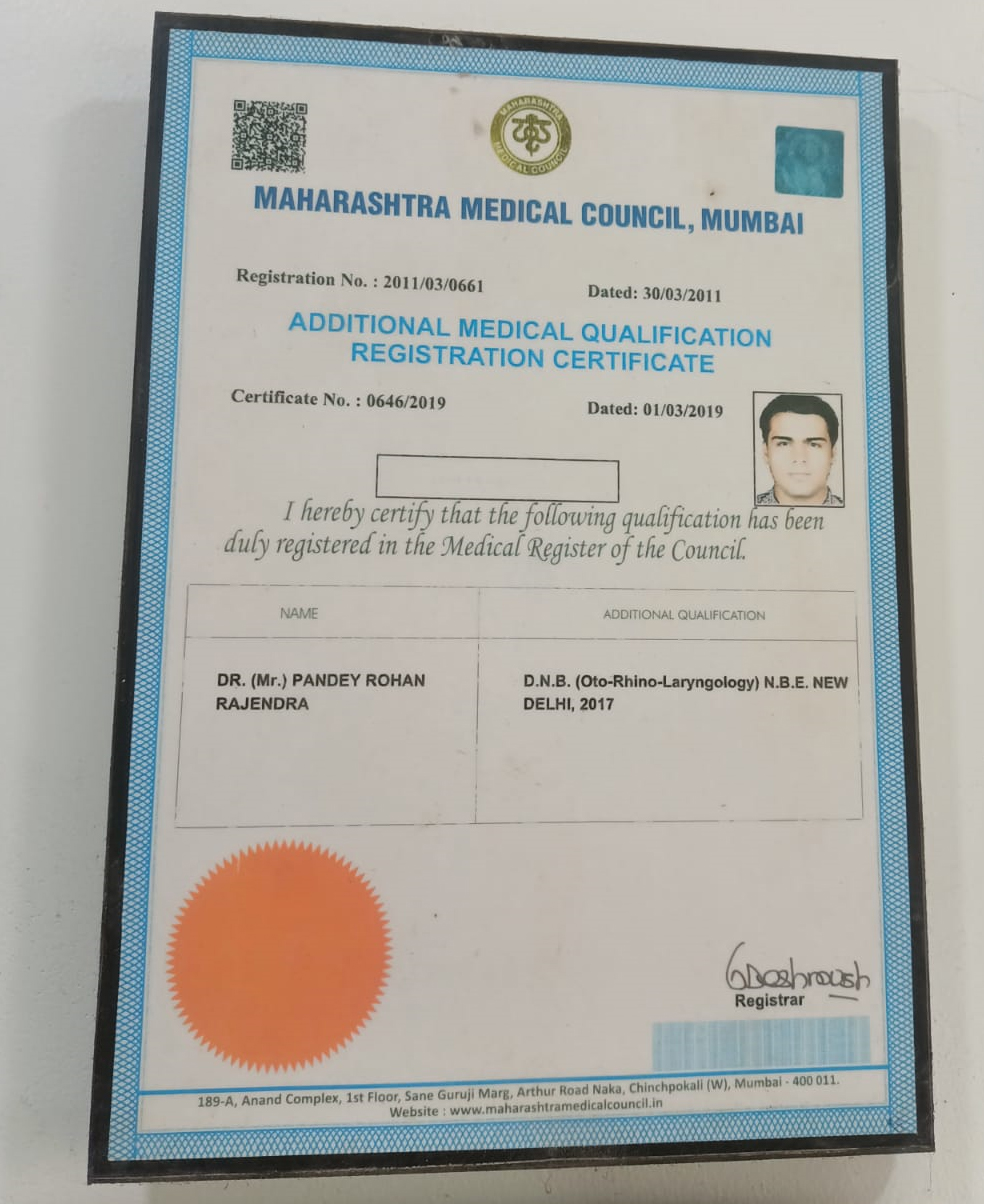 MAHARASHTRA
MEDICAL COUNCIL
MAHARASHTRA MEDICAL COUNCIL, MUMBAI
Registration No. : 2011/03/0661 Dated: 30/03/2011
ADDITIONAL MEDICAL QUALIFICATION
REGISTRATION CERTIFICATE
Certificate No. : 0646/2019 Dated: 01/03/2019
I hereby certify that the following qualification has been
duly registered in the Medical Register of the Council.
NAME ADDITIONAL QUALIFICATION
DR. (Mr.) PANDEY ROHAN D.N.B. (Oto-Rhino-Laryngology) N.B.E. NEW
RAJENDRA DELHI, 2017
Registrar
189-A, Anand Complex, 1st Floor, Sane Guruji Marg, Arthur Road Naka, Chinchpokali (W), Mumbai - 400 011.
Website : www.maharashtramedicalcouncil.in